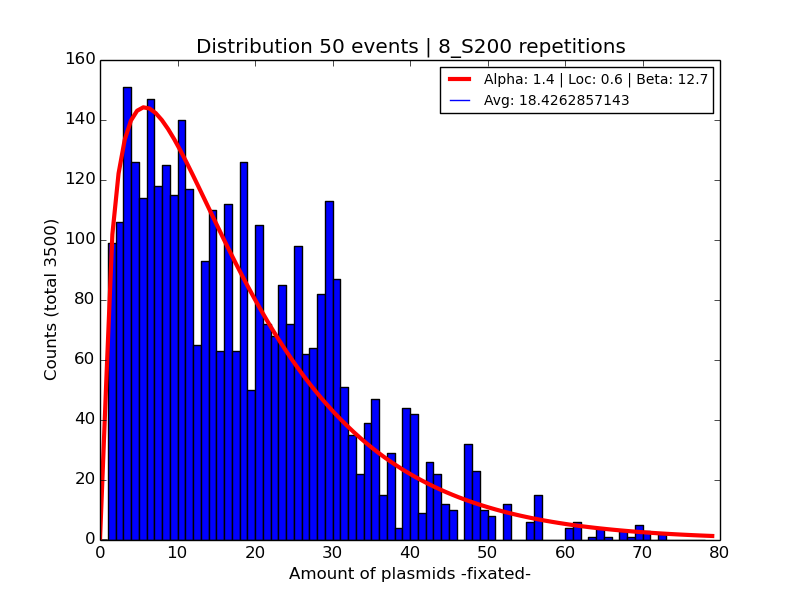 Distribution 50 events | 8_S200 repetitions
Alpha: 1.4 | Loc: 0.6 | Beta: 12.7
Avg: 18.4262857143
Counts (total 3500)
160
140
120
100
80
60
40
20
0
0 10 20 30 40 50 60 70 80
Amount of plasmids -fixated-